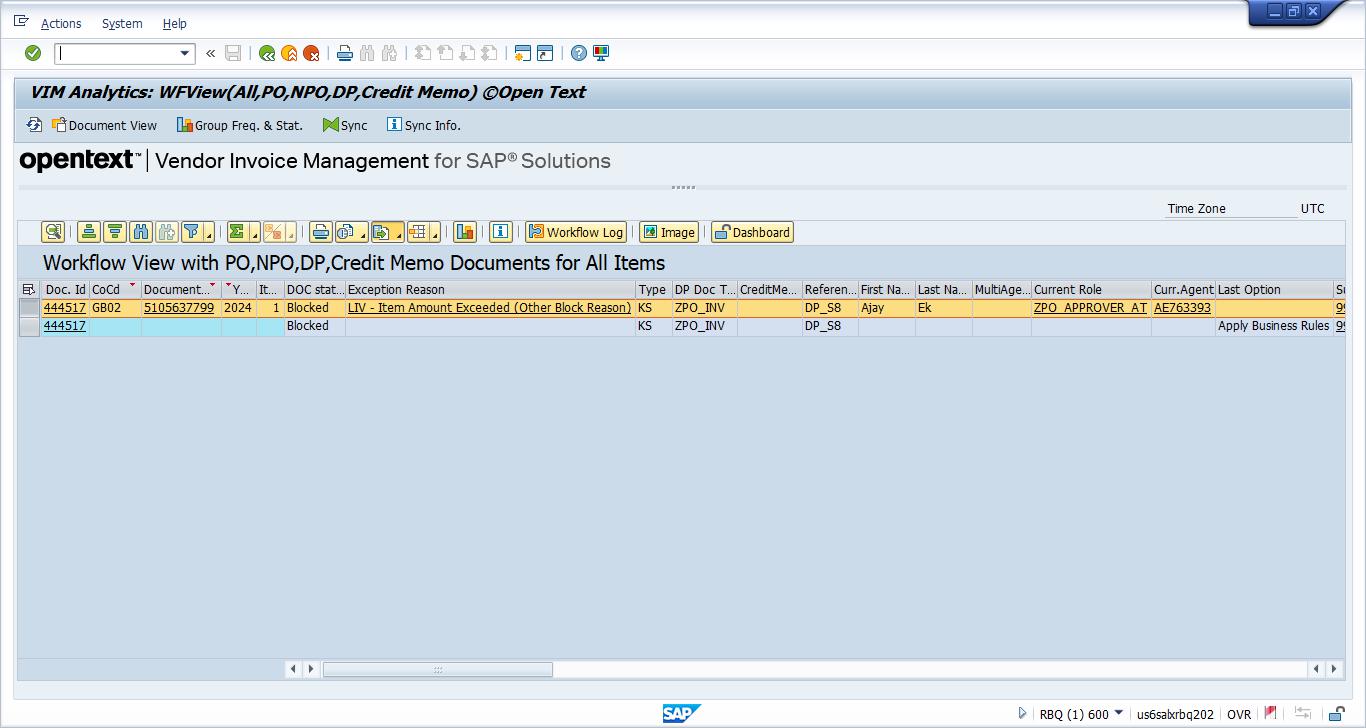 Actions System Help
«
VIM Analytics: WFView(All,PO,NPO,DP,Credit Memo) ©Open Text
Document View Group Freq. & Stat. Sync Sync Info.
opentext™ | Vendor Invoice Management for SAP® Solutions
Time Zone UTC
Workflow Log Image Dashboard
Workflow View with PO,NPO,DP,Credit Memo Documents for All Items
Doc. Id CoCd Document... Y... It... DOC stat... Exception Reason Type DP Doc T... CreditMe... Referen... First Na... Last Na... MultiAge... Current Role Curr.Agent Last Option Su
444517 GB02 5105637799 2024 1 Blocked LIV - Item Amount Exceeded (Other Block Reason) KS ZPO_INV DP_S8 Ajay Ek ZPO_APPROVER_AT AE763393 99
444517 Blocked KS ZPO_INV DP_S8 Apply Business Rules 99
SAP RBQ (1) 600 us6salxrbq202 OVR